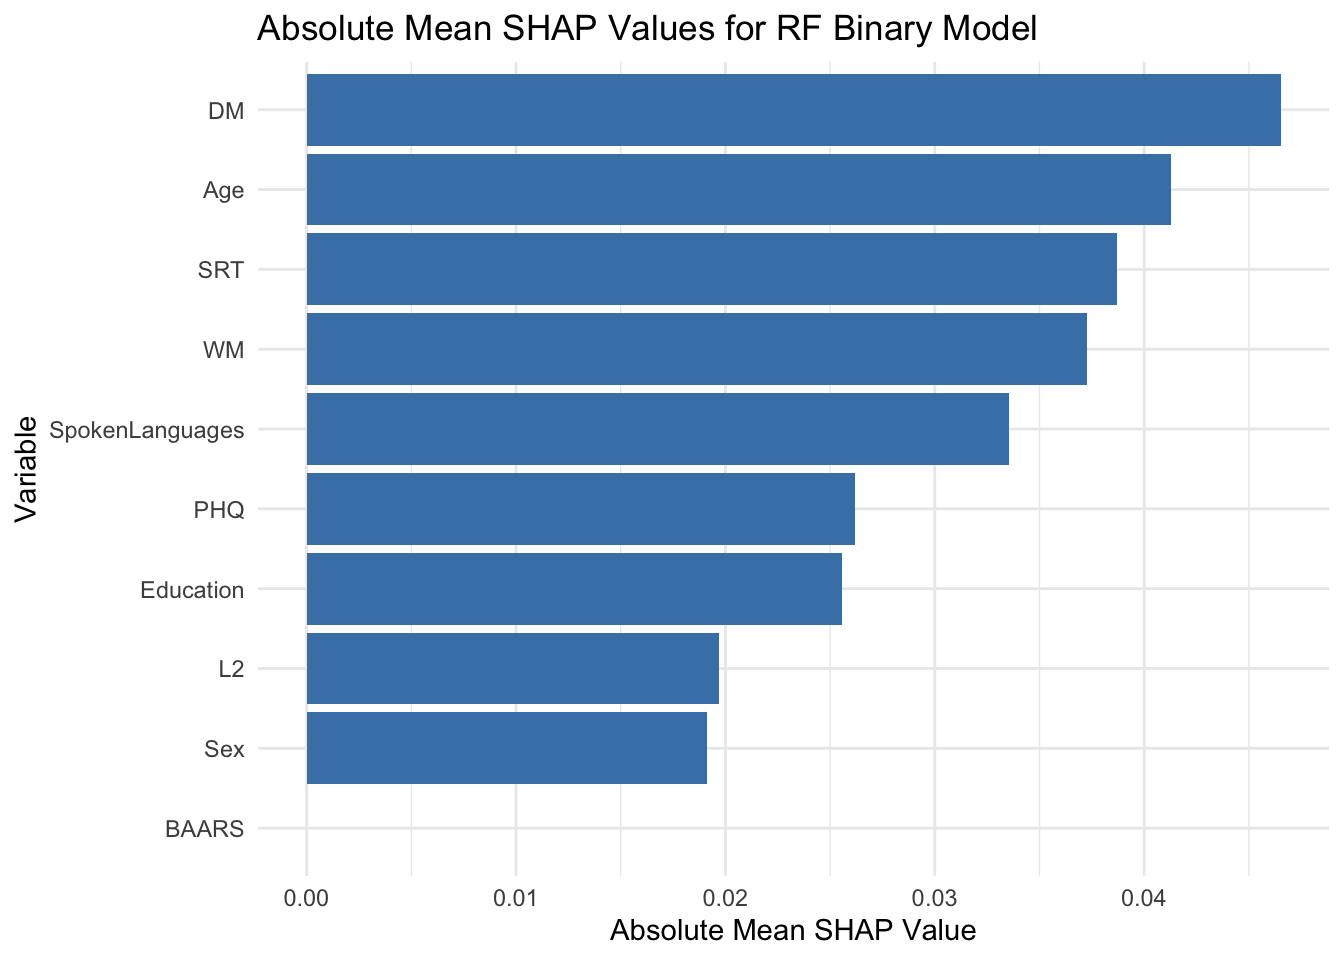 Absolute Mean SHAP Values for RF Binary Model
Variable
DM
Age
SRT
WM
SpokenLanguages
PHQ
Education
L2
Sex
BAARS
0.00 0.01 0.02 0.03 0.04
Absolute Mean SHAP Value